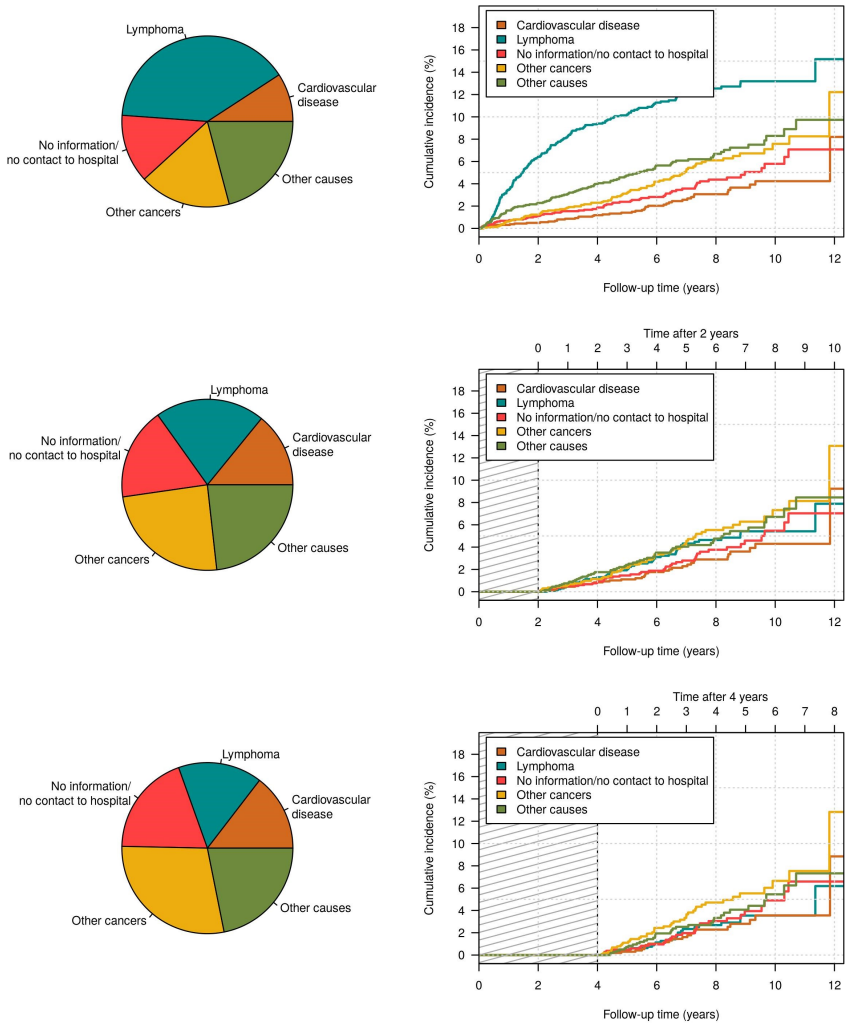 Lymphoma
Cardiovascular
disease
No information/
no contact to hospital
Other cancers
Other causes
Cumulative incidence (%)
18
16
14
12
10
8
6
4
2
0
Cardiovascular disease
Lymphoma
No information/no contact to hospital
Other cancers
Other causes
0 2 4 6 8 10 12
Follow-up time (years)
Lymphoma
Cardiovascular
disease
No information/
no contact to hospital
Other cancers
Other causes
Time after 2 years
0 1 2 3 4 5 6 7 8 9 10
Cumulative incidence (%)
18
16
14
12
10
8
6
4
2
0
Cardiovascular disease
Lymphoma
No information/no contact to hospital
Other cancers
Other causes
0 2 4 6 8 10 12
Follow-up time (years)
Lymphoma
No information/
no contact to hospital
Cardiovascular
disease
Other cancers
Other causes
Time after 4 years
0 1 2 3 4 5 6 7 8
Cumulative incidence (%)
18
16
14
12
10
8
6
4
2
0
Cardiovascular disease
Lymphoma
No information/no contact to hospital
Other cancers
Other causes
0 2 4 6 8 10 12
Follow-up time (years)